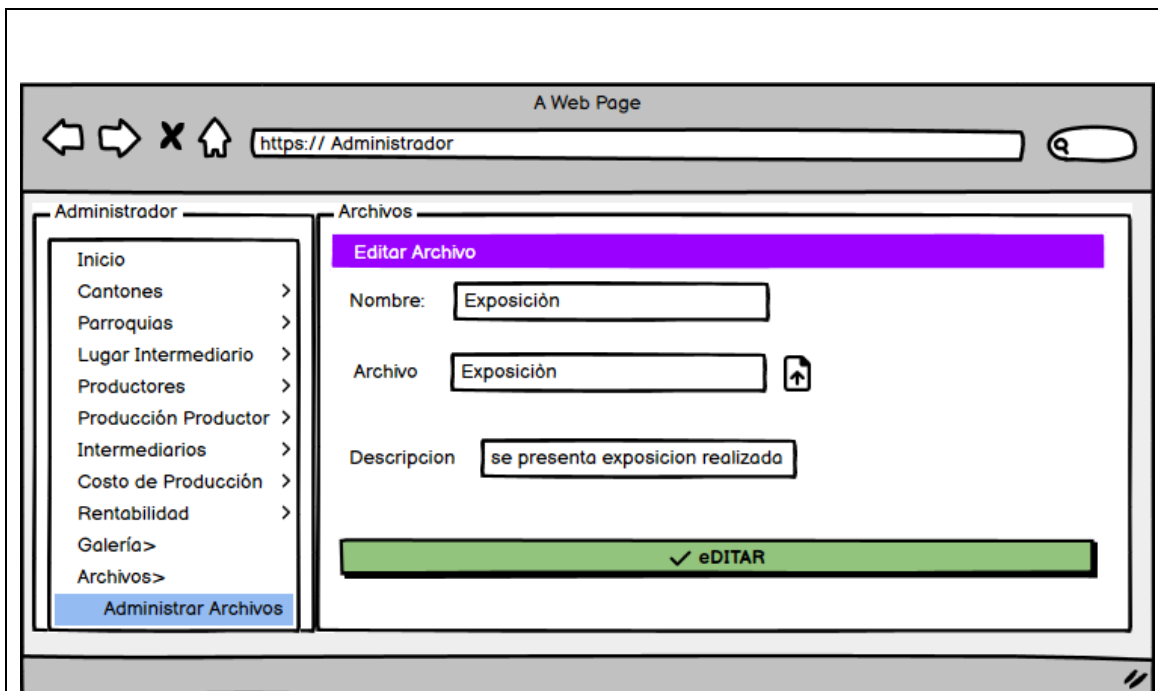 A Web Page
https:// Administrador
Administrador
Inicio
Cantones >
Parroquias >
Lugar Intermediario >
Productores >
Producción Productor >
Intermediarios >
Costo de Producción >
Rentabilidad >
Galería>
Archivos>
Administrar Archivos
Archivos
Editar Archivo
Nombre: Exposiciòn
Archivo Exposiciòn
Descripcion se presenta exposicion realizada
eDITAR